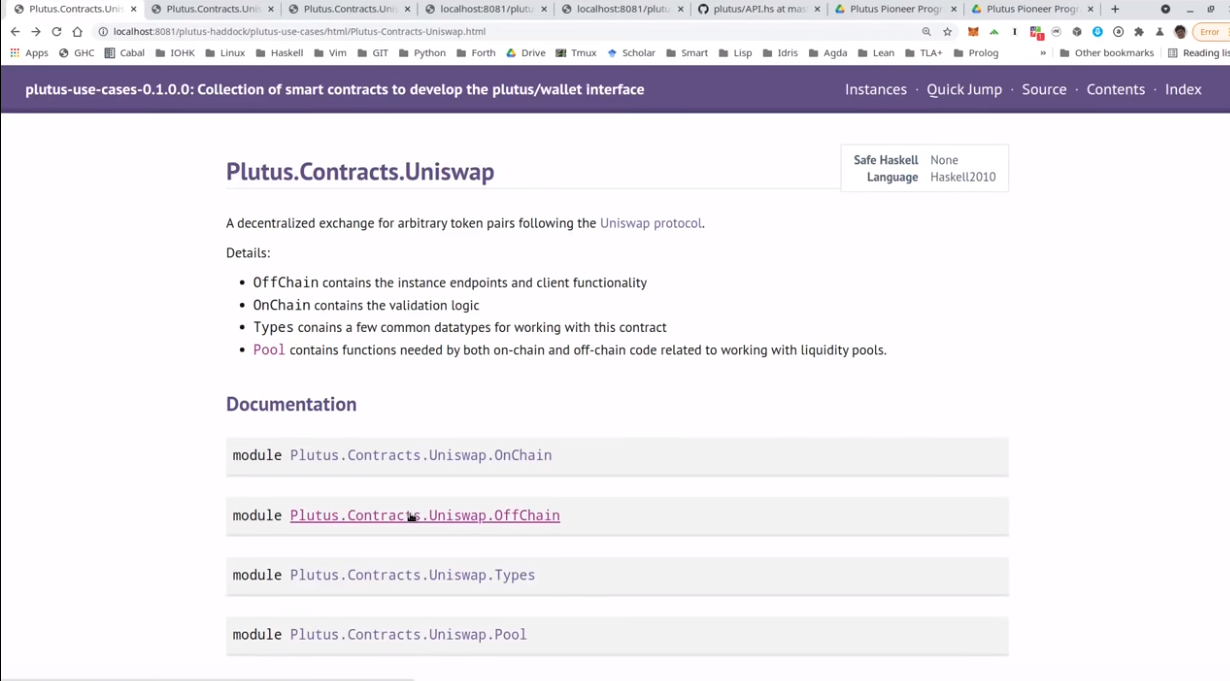 Plutus.Contracts.Unis
Plutus.Contracts.Unis
Plutus.Contracts.Unis
localhost:8081/plutu
localhost:8081/plutu
plutus/API.hs at mas
Plutus Pioneer Progr
Plutus Pioneer Progr
localhost:8081/plutus-haddock/plutus-use-cases/html/Plutus-Contracts-Uniswap.html
Error
Apps GHC Cabal IOHK Linux Haskell Vim GIT Python Forth Drive Tmux Scholar Smart Lisp Idris Agda Lean TLA+ Prolog » Other bookmarks Reading lis
plutus-use-cases-0.1.0.0: Collection of smart contracts to develop the plutus/wallet interface
Instances · Quick Jump · Source · Contents · Index
Plutus.Contracts.Uniswap
Safe Haskell None
Language Haskell2010
A decentralized exchange for arbitrary token pairs following the Uniswap protocol.
Details:
• OffChain contains the instance endpoints and client functionality
• OnChain contains the validation logic
• Types conains a few common datatypes for working with this contract
• Pool contains functions needed by both on-chain and off-chain code related to working with liquidity pools.
Documentation
module Plutus.Contracts.Uniswap.OnChain
module Plutus.Contracts.Uniswap.OffChain
module Plutus.Contracts.Uniswap.Types
module Plutus.Contracts.Uniswap.Pool